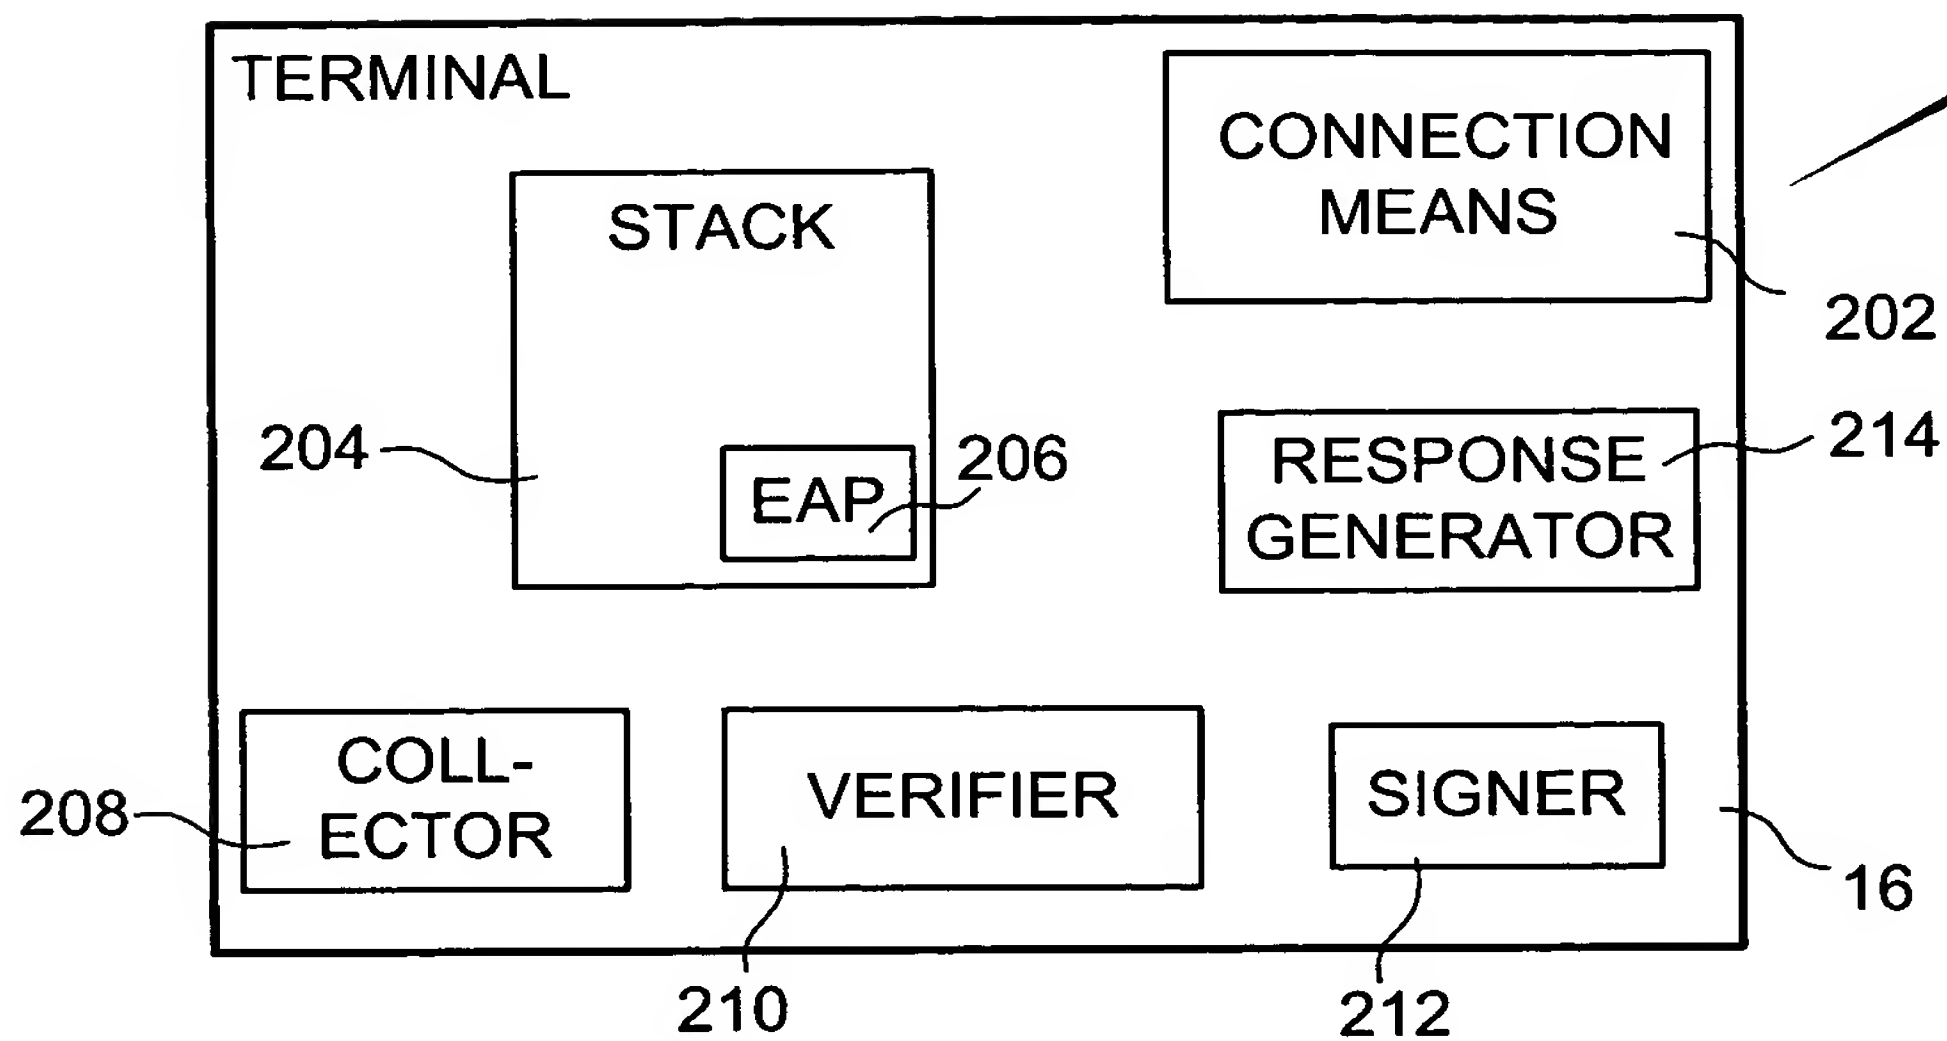 TERMINAL
CONNECTION
MEANS
202
STACK
204
EAP
206
RESPONSE
GENERATOR
214
COLL-
ECTOR
208
VERIFIER
210
SIGNER
212
16